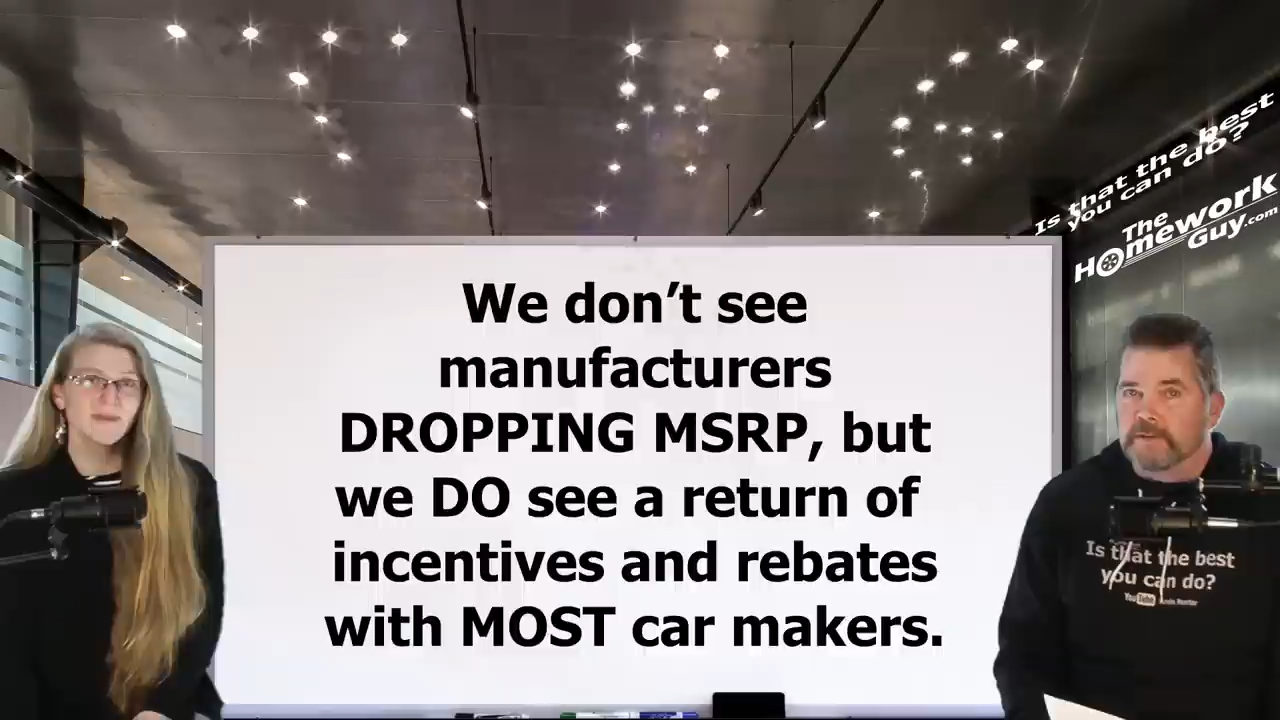 Is that the best
you can do?
The
Homework
Guy.com
We don't see
manufacturers
DROPPING MSRP, but
we DO see a return of
incentives and rebates
with MOST car makers.
Is that the best
you can do?
YouTube